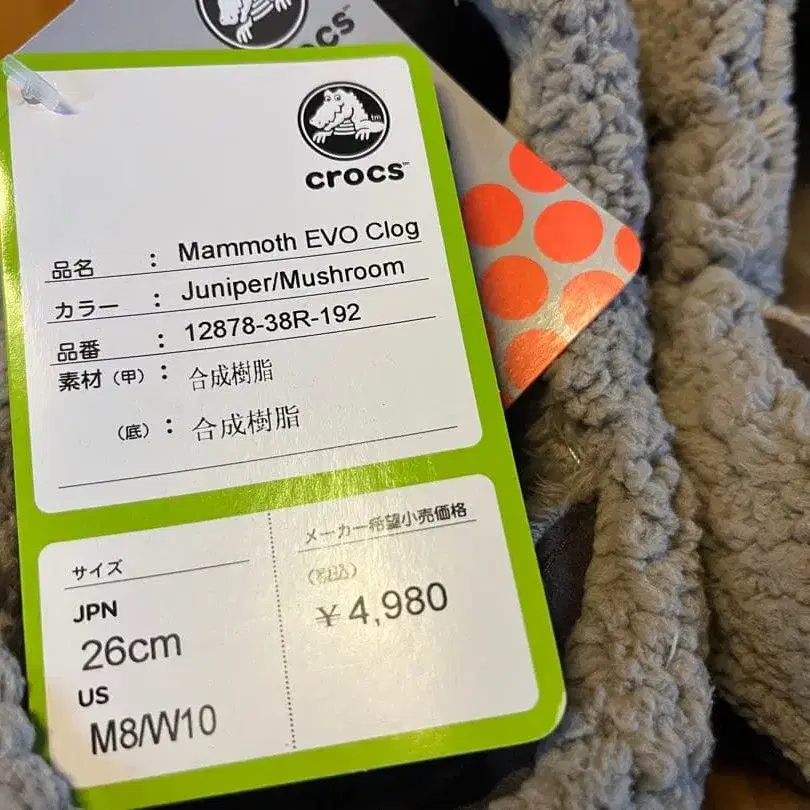 crocs
crocs™
品名 : Mammoth EVO Clog
カラー : Juniper/Mushroom
品番 : 12878-38R-192
素材(甲): 合成樹脂
(底): 合成樹脂
サイズ
JPN
26cm
US
M8/W10
メーカー希望小売価格
(税込)
¥4,980